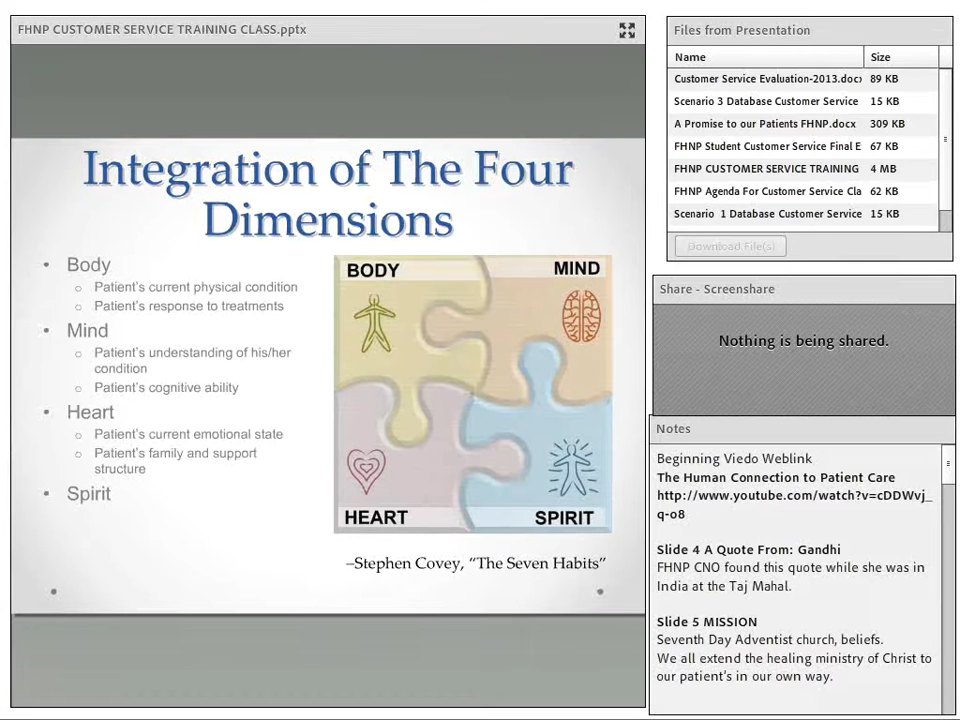 FHNP CUSTOMER SERVICE TRAINING CLASS.pptx
Integration of The Four
Dimensions
• Body
o Patient's current physical condition
o Patient's response to treatments
• Mind
o Patient's understanding of his/her
condition
o Patient's cognitive ability
• Heart
o Patient's current emotional state
o Patient's family and support
structure
• Spirit
BODY
MIND
HEART
SPIRIT
–Stephen Covey, “The Seven Habits”
Files from Presentation
Name Size
Customer Service Evaluation-2013.docx 89 KB
Scenario 3 Database Customer Service 15 KB
A Promise to our Patients FHNP.docx 309 KB
FHNP Student Customer Service Final E 67 KB
FHNP CUSTOMER SERVICE TRAINING 4 MB
FHNP Agenda For Customer Service Cla 62 KB
Scenario 1 Database Customer Service 15 KB
Download File(s)
Share - Screenshare
Nothing is being shared.
Notes
Beginning Viedo Weblink
The Human Connection to Patient Care
http://www.youtube.com/watch?v=cDDWvj_
q-o8
Slide 4 A Quote From: Gandhi
FHNP CNO found this quote while she was in
India at the Taj Mahal.
Slide 5 MISSION
Seventh Day Adventist church, beliefs.
We all extend the healing ministry of Christ to
our patient's in our own way.